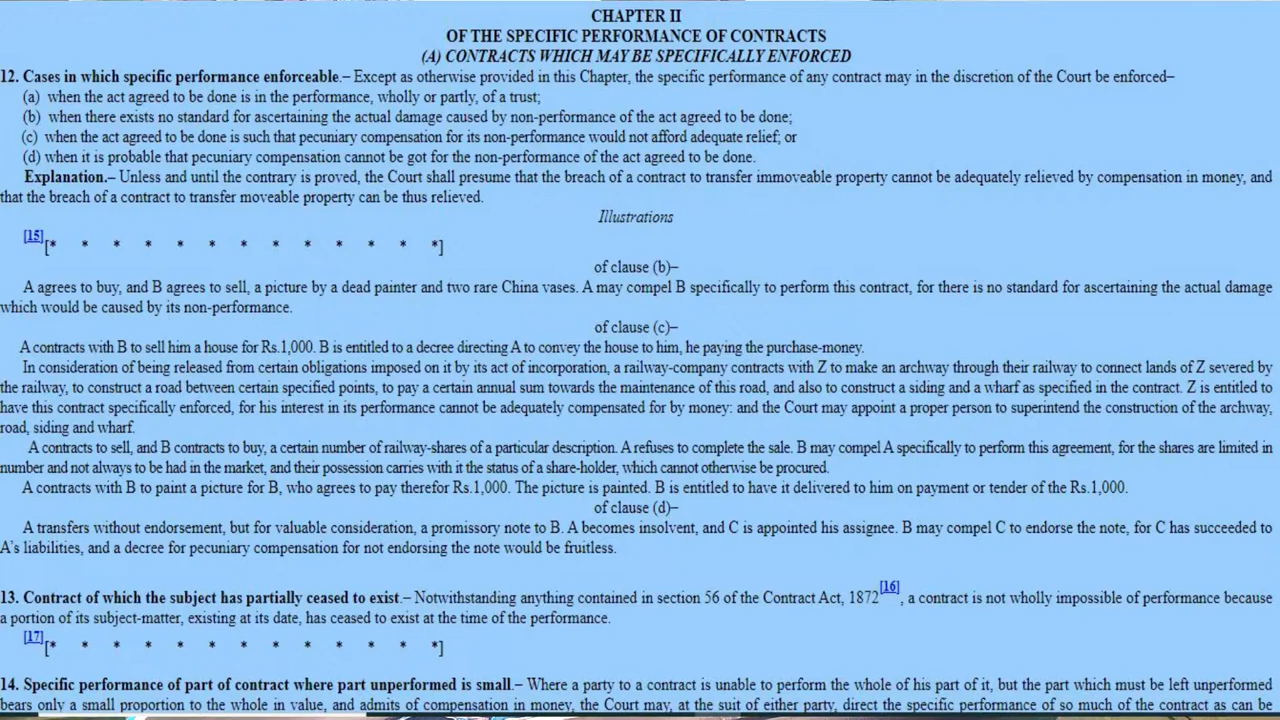 CHAPTER II
OF THE SPECIFIC PERFORMANCE OF CONTRACTS
(A) CONTRACTS WHICH MAY BE SPECIFICALLY ENFORCED
12. Cases in which specific performance enforceable.– Except as otherwise provided in this Chapter, the specific performance of any contract may in the discretion of the Court be enforced–
(a) when the act agreed to be done is in the performance, wholly or partly, of a trust;
(b) when there exists no standard for ascertaining the actual damage caused by non-performance of the act agreed to be done;
(c) when the act agreed to be done is such that pecuniary compensation for its non-performance would not afford adequate relief; or
(d) when it is probable that pecuniary compensation cannot be got for the non-performance of the act agreed to be done.
Explanation.– Unless and until the contrary is proved, the Court shall presume that the breach of a contract to transfer immoveable property cannot be adequately relieved by compensation in money, and
that the breach of a contract to transfer moveable property can be thus relieved.
Illustrations
[15][* * * * * * * * * * * * *]
of clause (b)–
A agrees to buy, and B agrees to sell, a picture by a dead painter and two rare China vases. A may compel B specifically to perform this contract, for there is no standard for ascertaining the actual damage
which would be caused by its non-performance.
of clause (c)–
A contracts with B to sell him a house for Rs.1,000. B is entitled to a decree directing A to convey the house to him, he paying the purchase-money.
In consideration of being released from certain obligations imposed on it by its act of incorporation, a railway-company contracts with Z to make an archway through their railway to connect lands of Z severed by
the railway, to construct a road between certain specified points, to pay a certain annual sum towards the maintenance of this road, and also to construct a siding and a wharf as specified in the contract. Z is entitled to
have this contract specifically enforced, for his interest in its performance cannot be adequately compensated for by money: and the Court may appoint a proper person to superintend the construction of the archway,
road, siding and wharf.
A contracts to sell, and B contracts to buy, a certain number of railway-shares of a particular description. A refuses to complete the sale. B may compel A specifically to perform this agreement, for the shares are limited in
number and not always to be had in the market, and their possession carries with it the status of a share-holder, which cannot otherwise be procured.
A contracts with B to paint a picture for B, who agrees to pay therefor Rs.1,000. The picture is painted. B is entitled to have it delivered to him on payment or tender of the Rs.1,000.
of clause (d)–
A transfers without endorsement, but for valuable consideration, a promissory note to B. A becomes insolvent, and C is appointed his assignee. B may compel C to endorse the note, for C has succeeded to
A's liabilities, and a decree for pecuniary compensation for not endorsing the note would be fruitless.
13. Contract of which the subject has partially ceased to exist.– Notwithstanding anything contained in section 56 of the Contract Act, 1872[16], a contract is not wholly impossible of performance because
a portion of its subject-matter, existing at its date, has ceased to exist at the time of the performance.
[17][* * * * * * * * * * * * *]
14. Specific performance of part of contract where part unperformed is small.– Where a party to a contract is unable to perform the whole of his part of it, but the part which must be left unperformed
bears only a small proportion to the whole in value, and admits of compensation in money, the Court may, at the suit of either party, direct the specific performance of so much of the contract as can be